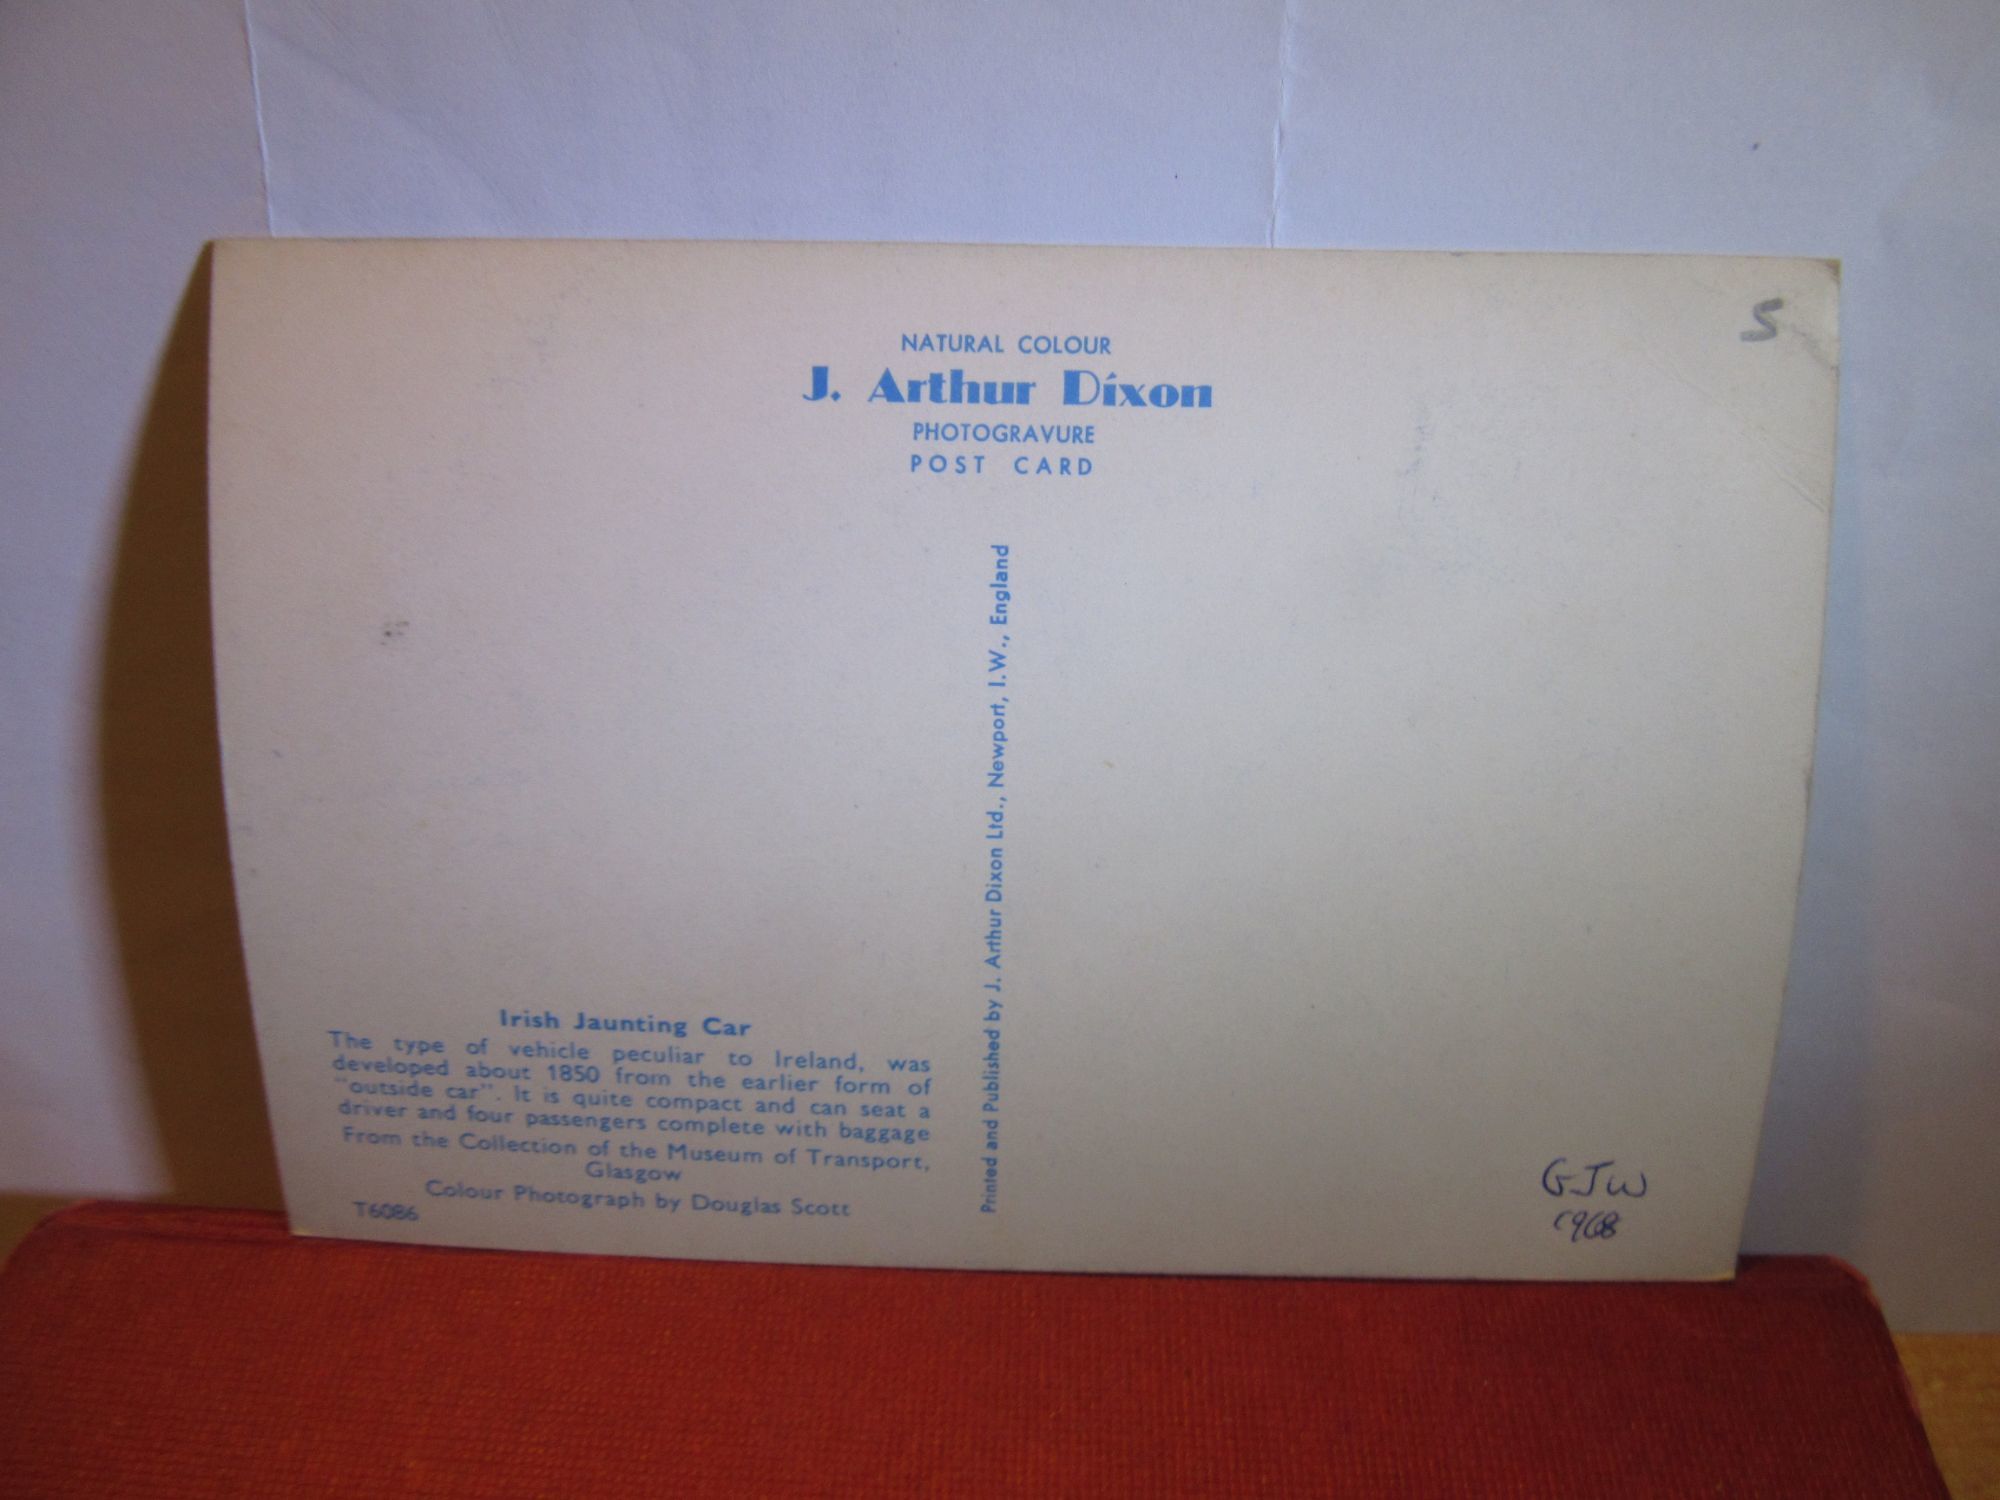 NATURAL COLOUR
J. Arthur Dixon
PHOTOGRAVURE
POST CARD
S
Printed and Published by J. Arthur Dixon Ltd., Newport, I.W., England
Irish Jaunting Car
The type of vehicle peculiar to Ireland, was
developed about 1850 from the earlier form of
"outside car". It is quite compact and can seat a
driver and four passengers complete with baggage
From the Collection of the Museum of Transport,
Glasgow
Colour Photograph by Douglas Scott
T6086
GJW
1968